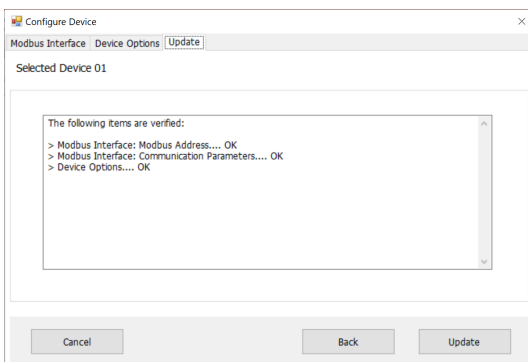 Configure Device
Modbus Interface Device Options Update
Selected Device 01
The following items are verified:
> Modbus Interface: Modbus Address.... OK
> Modbus Interface: Communication Parameters.... OK
> Device Options.... OK
Cancel Back Update